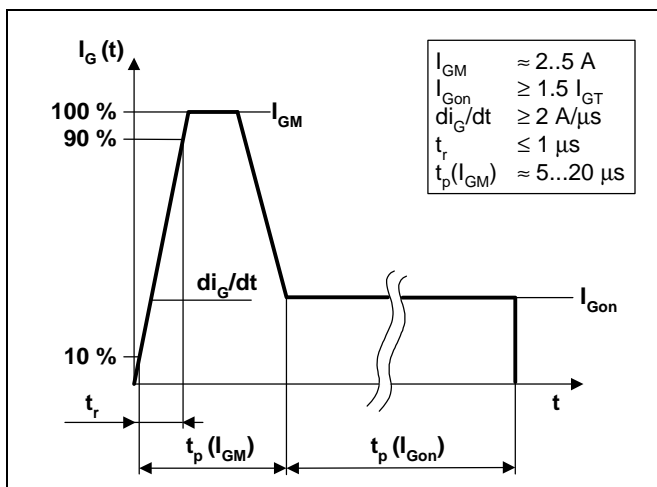 I_G (t)
I_GM ≈ 2..5 A
I_Gon ≥ 1.5 I_GT
di_G/dt ≥ 2 A/μs
t_r ≤ 1 μs
t_p(I_GM) ≈ 5...20 μs
100 %
I_GM
90 %
di_G/dt
I_Gon
10 %
t_r
t
t_p (I_GM)
t_p (I_Gon)